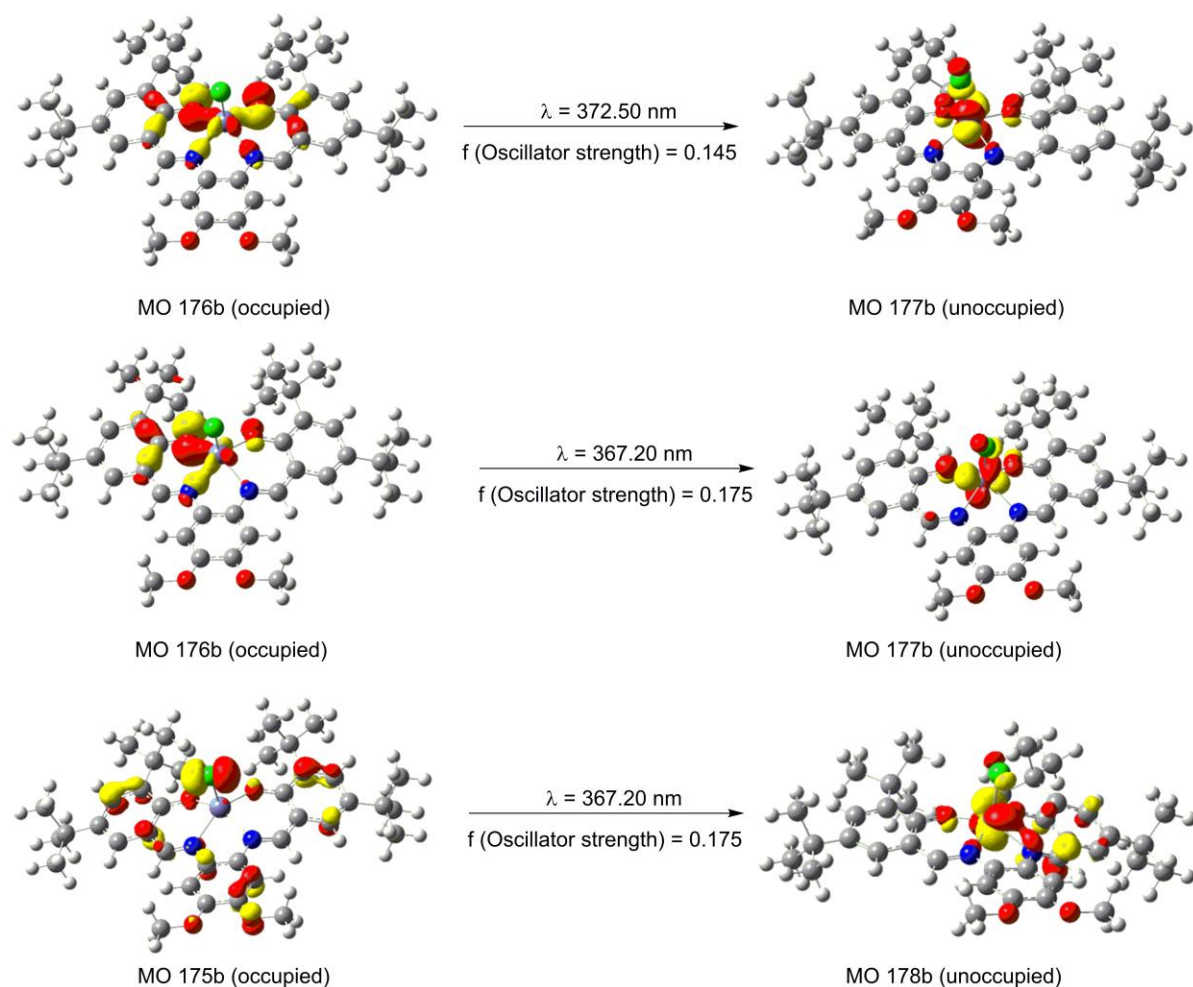 λ = 372.50 nm
f (Oscillator strength) = 0.145
MO 176b (occupied)
MO 177b (unoccupied)
λ = 367.20 nm
f (Oscillator strength) = 0.175
MO 176b (occupied)
MO 177b (unoccupied)
λ = 367.20 nm
f (Oscillator strength) = 0.175
MO 175b (occupied)
MO 178b (unoccupied)